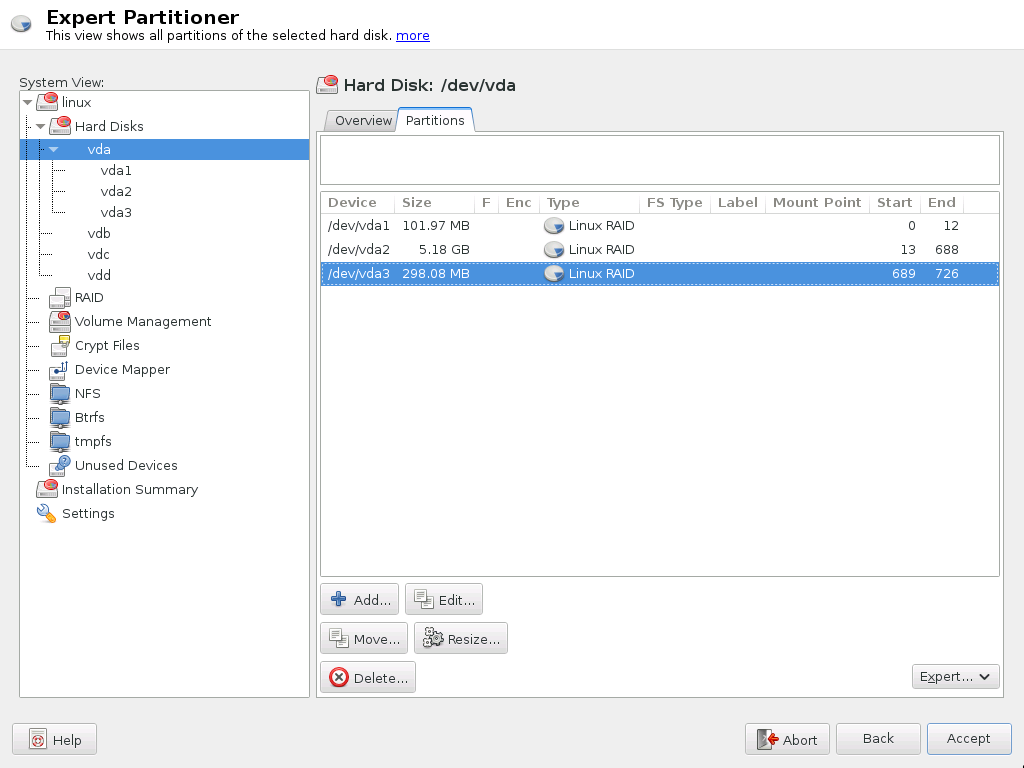 Expert Partitioner
This view shows all partitions of the selected hard disk. more
System View:
linux
Hard Disks
vda
vda1
vda2
vda3
vdb
vdc
vdd
RAID
Volume Management
Crypt Files
Device Mapper
NFS
Btrfs
tmpfs
Unused Devices
Installation Summary
Settings
Hard Disk: /dev/vda
Overview Partitions
Device Size F Enc Type FS Type Label Mount Point Start End
/dev/vda1 101.97 MB Linux RAID 0 12
/dev/vda2 5.18 GB Linux RAID 13 688
/dev/vda3 298.08 MB Linux RAID 689 726
Add... Edit...
Move... Resize...
Delete... Expert...
Help Abort Back Accept